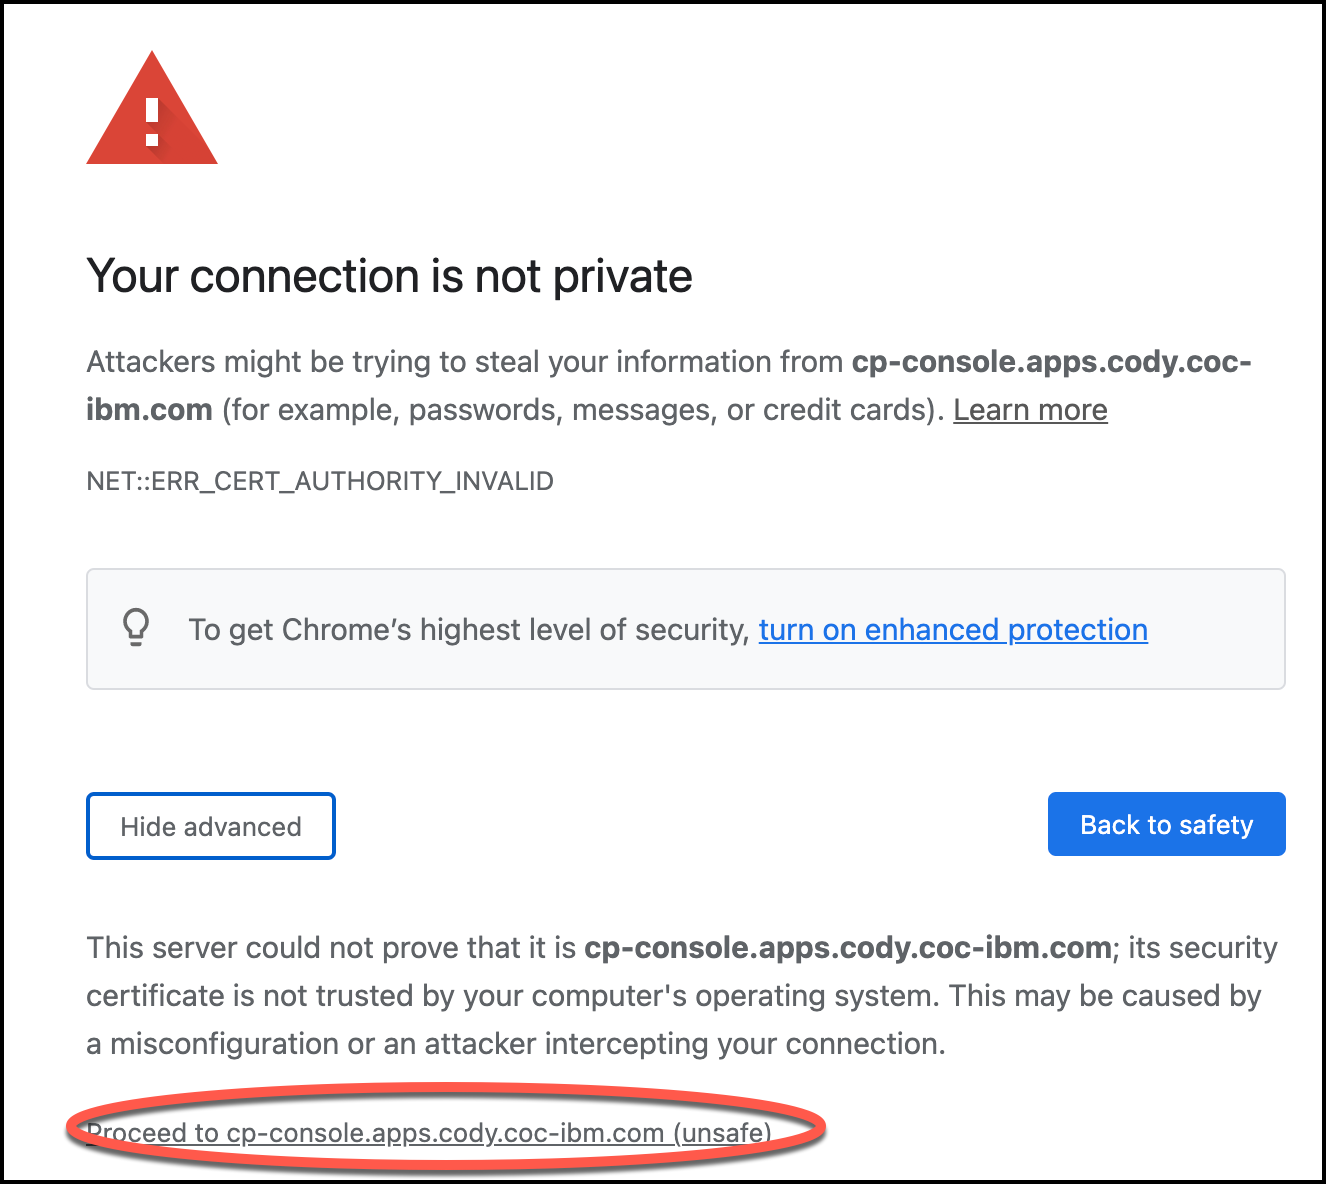 Your connection is not private
Attackers might be trying to steal your information from cp-console.apps.cody.coc-
ibm.com (for example, passwords, messages, or credit cards). Learn more
NET::ERR_CERT_AUTHORITY_INVALID
To get Chrome’s highest level of security, turn on enhanced protection
Hide advanced
Back to safety
This server could not prove that it is cp-console.apps.cody.coc-ibm.com; its security
certificate is not trusted by your computer's operating system. This may be caused by
a misconfiguration or an attacker intercepting your connection.
Proceed to cp-console.apps.cody.coc-ibm.com (unsafe)